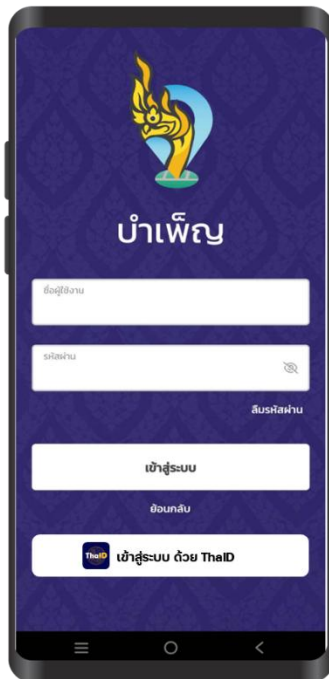 บำเพ็ญ
ชื่อผู้ใช้งาน
รหัสผ่าน
ลืมรหัสผ่าน
เข้าสู่ระบบ
ย้อนกลับ
ThaID เข้าสู่ระบบ ด้วย ThaID